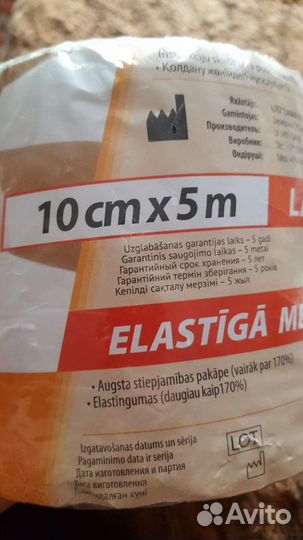 • Қолдану жөніндегі
Ražotājs:
Gamintojas:
Производитель:
Виробник:
Өндіруші:
10 cm x 5 m
Uzglabāšanas garantijas laiks – 5 gadi
Garantinis saugojimo laikas – 5 metai
Гарантийный срок хранения – 5 лет
Гарантійний термін зберігання – 5 років
Кепілді сақталу мерзімі – 5 жыл
ELASTĪGĀ
• Augsta stiepjamības pakāpe (vairāk par 170%)
• Elastingumas (daugiau kaip170%)
Izgatavošanas datums un sērija
Pagaminimo data ir serija
Дата изготовления и партия
Дата виготовлення
күні
LOT
Avito